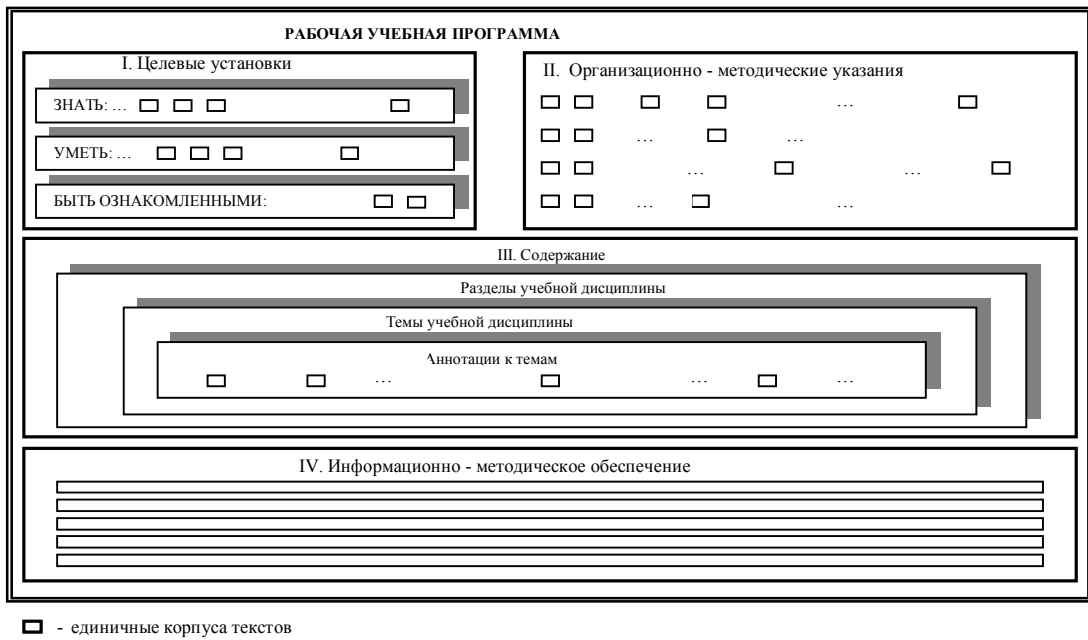 РАБОЧАЯ УЧЕБНАЯ ПРОГРАММА
I. Целевые установки
ЗНАТЬ: ...
...
УМЕТЬ: ...
БЫТЬ ОЗНАКОМЛЕННЫМИ:
II. Организационно - методические указания
...
... ...
... ...
... ...
III. Содержание
Разделы учебной дисциплины
Темы учебной дисциплины
Аннотации к темам
... ... ...
IV. Информационно - методическое обеспечение
- единичные корпуса текстов